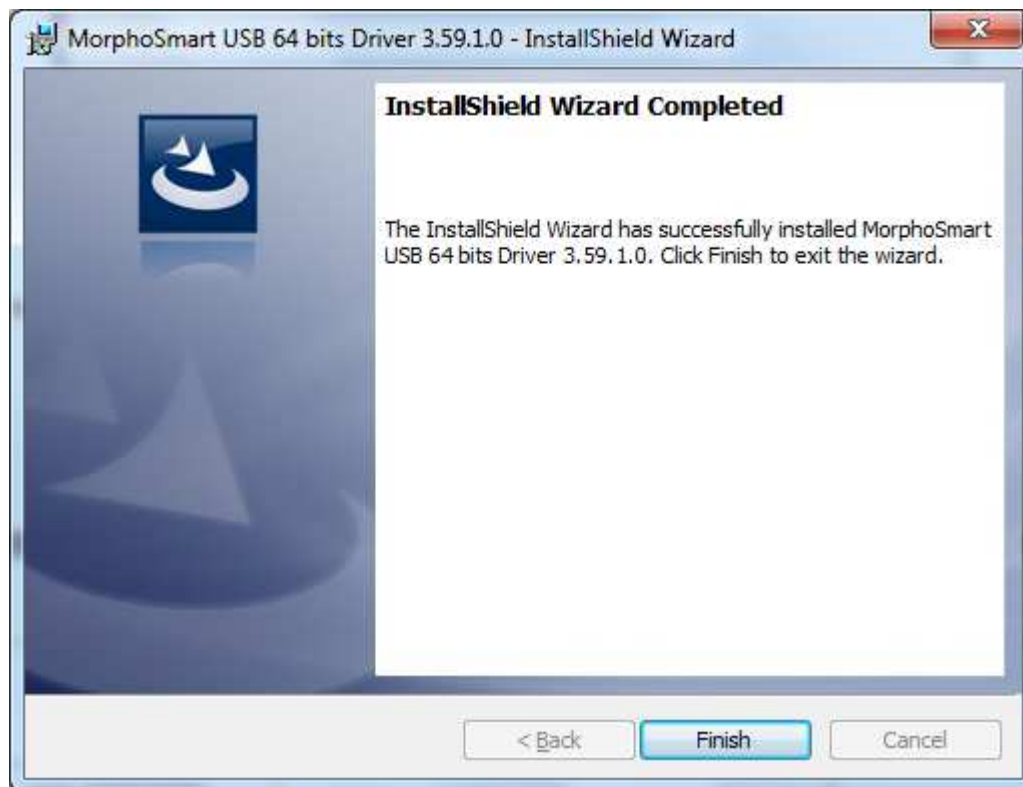 MorphoSmart USB 64 bits Driver 3.59.1.0 - InstallShield Wizard
InstallShield Wizard Completed
The InstallShield Wizard has successfully installed MorphoSmart
USB 64 bits Driver 3.59.1.0. Click Finish to exit the wizard.
< Back Finish Cancel